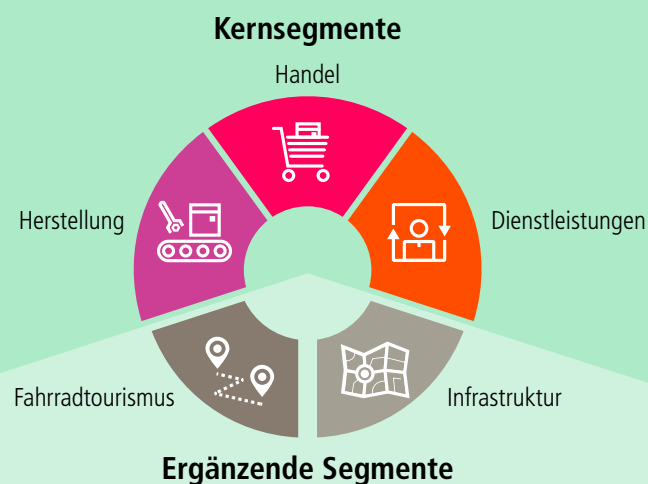 Kernsegmente
Handel
Herstellung
Dienstleistungen
Fahrradtourismus
Infrastruktur
Ergänzende Segmente